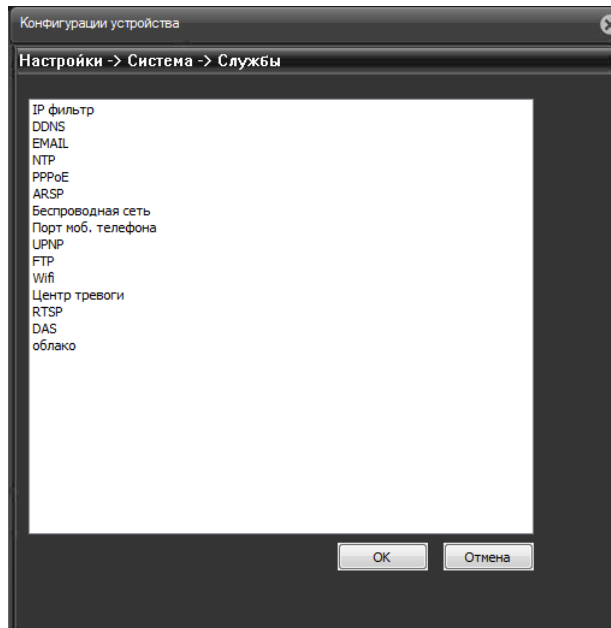 Конфигурации устройства
Настройки -> Система -> Службы
IP фильтр
DDNS
EMAIL
NTP
PPPoE
ARSP
Беспроводная сеть
Порт моб. телефона
UPNP
FTP
Wifi
Центр тревоги
RTSP
DAS
облако
OK
Отмена